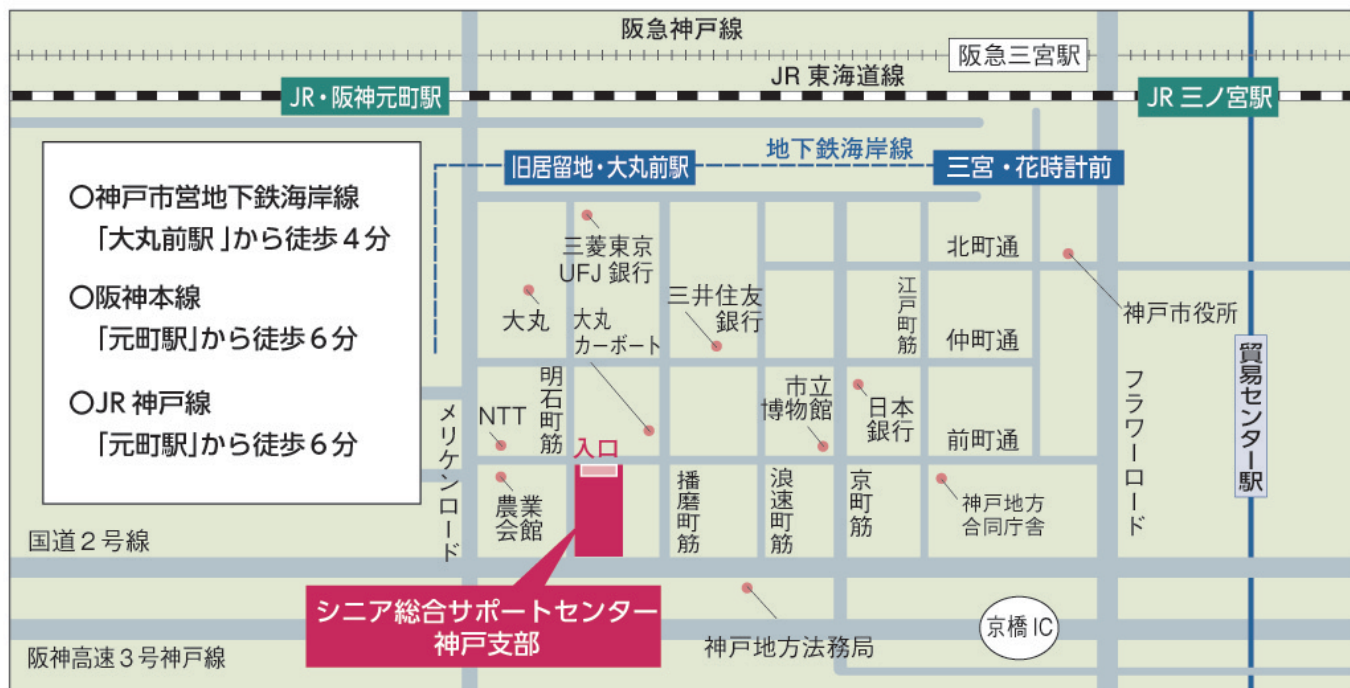 阪急神戸線
阪急三宮駅
JR 東海道線
JR・阪神元町駅
JR 三ノ宮駅
地下鉄海岸線
旧居留地・大丸前駅
三宮・花時計前
〇神戸市営地下鉄海岸線
「大丸前駅」から徒歩4分
〇阪神本線
「元町駅」から徒歩6分
〇JR 神戸線
「元町駅」から徒歩6分
三菱東京
UFJ 銀行
北町通
江戸町筋
三井住友
銀行
神戸市役所
大丸
大丸
カーポート
仲町通
貿易センター駅
明石町筋
市立
博物館
日本
銀行
フラワーロード
メリケンロード
NTT
入口
前町通
農業
会館
播磨町筋
浪速町筋
京町筋
神戸地方
合同庁舎
国道2号線
シニア総合サポートセンター
神戸支部
神戸地方法務局
京橋 IC
阪神高速3号神戸線